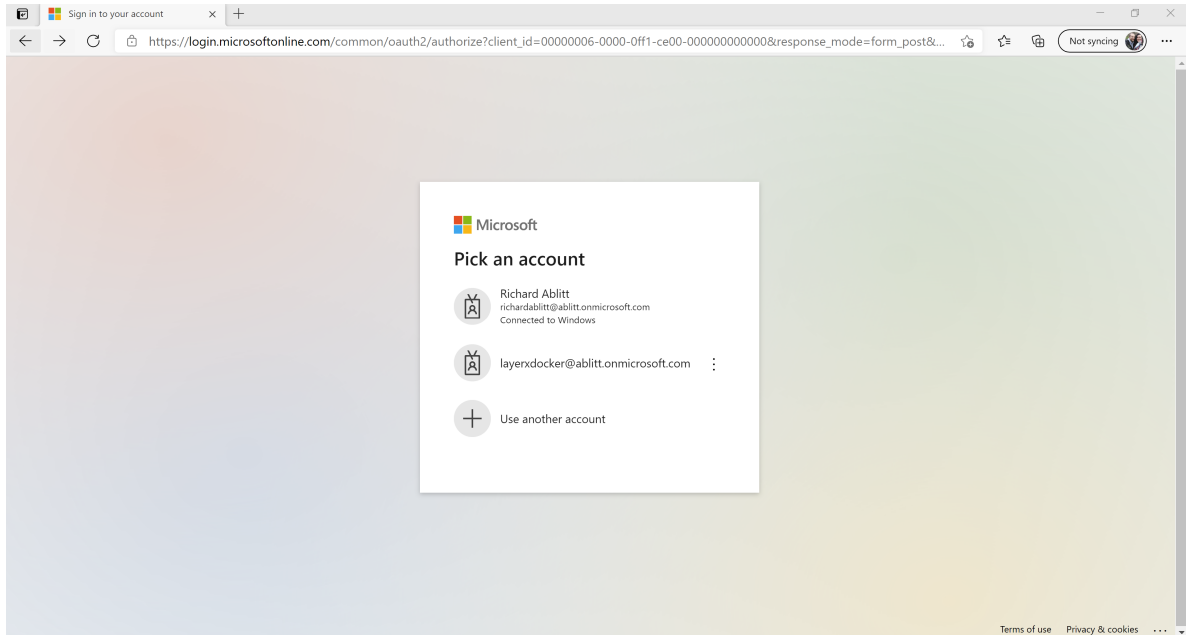 Sign in to your account
https://login.microsoftonline.com/common/oauth2/authorize?client_id=00000006-0000-0ff1-ce00-000000000000&response_mode=form_post&...
Not syncing
Microsoft
Pick an account
Richard Ablitt
richardablitt@ablitt.onmicrosoft.com
Connected to Windows
layerxdocker@ablitt.onmicrosoft.com
Use another account
Terms of use Privacy & cookies ...